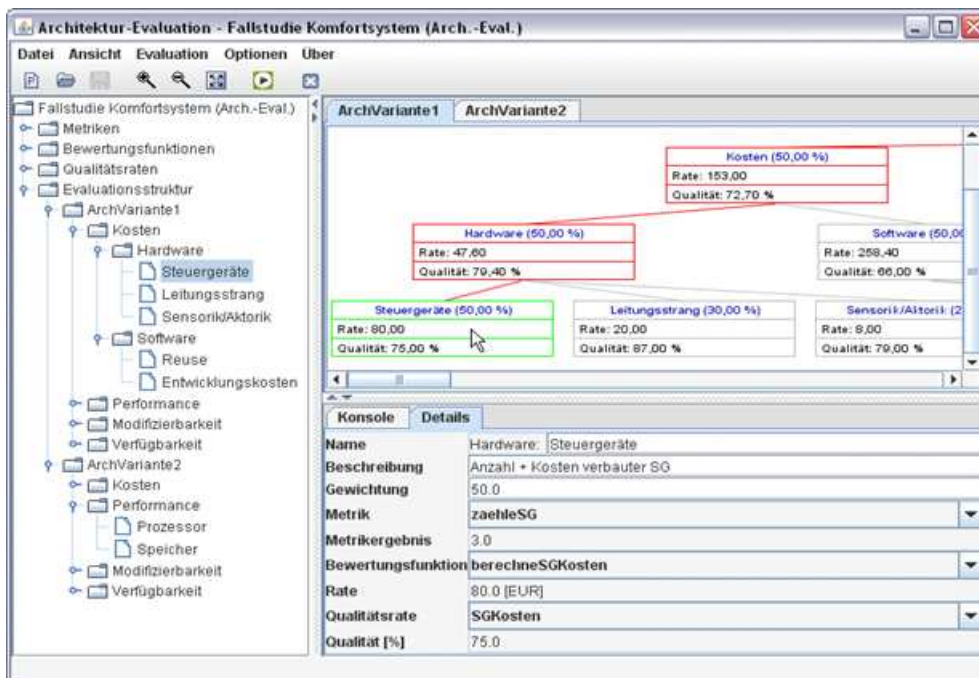 Architektur-Evaluation - Fallstudie Komfortsystem (Arch.-Eval.)
Datei Ansicht Evaluation Optionen Über
Fallstudie Komfortsystem (Arch.-Eval.)
Metriken
Bewertungsfunktionen
Qualitätsraten
Evaluationsstruktur
ArchVariante1
Kosten
Hardware
Steuergeräte
Leitungsstrang
Sensorik/Aktorik
Software
Reuse
Entwicklungskosten
Performance
Modifizierbarkeit
Verfügbarkeit
ArchVariante2
Kosten
Performance
Prozessor
Speicher
Modifizierbarkeit
Verfügbarkeit
ArchVariante1 ArchVariante2
Kosten (50,00 %)
Rate: 153,00
Qualität: 72,70 %
Hardware (50,00 %)
Rate: 47,60
Qualität: 79,40 %
Software (50,00
Rate: 258,40
Qualität: 66,00 %
Steuergeräte (50,00 %)
Rate: 80,00
Qualität: 75,00 %
Leitungsstrang (30,00 %)
Rate: 20,00
Qualität: 87,00 %
Sensorik/Aktorik (2
Rate: 8,00
Qualität: 79,00 %
Konsole Details
Name Hardware: Steuergeräte
Beschreibung Anzahl + Kosten verbauter SG
Gewichtung 50.0
Metrik zaehleSG
Metrikergebnis 3.0
Bewertungsfunktion berechneSGKosten
Rate 80.0 [EUR]
Qualitätsrate SGKosten
Qualität [%] 75.0